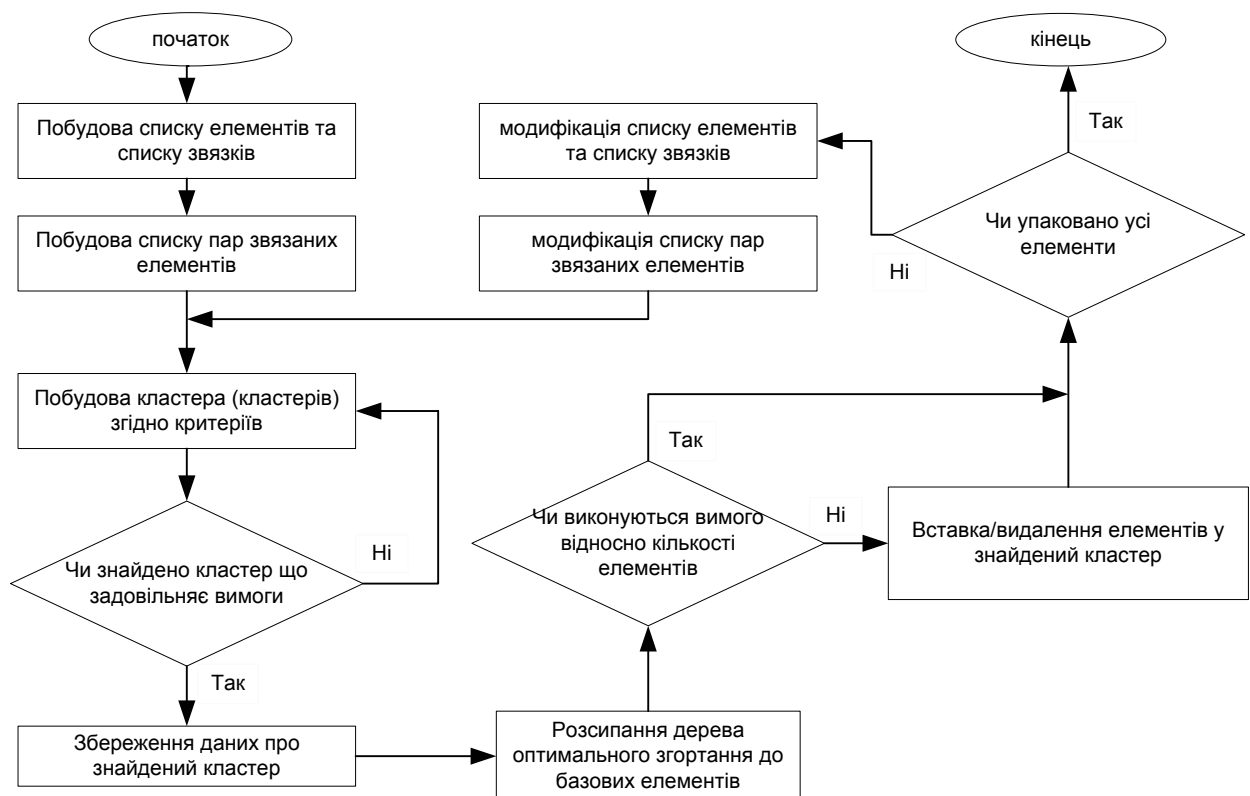 початок
Побудова списку елементів та
списку звязків
Побудова списку пар звязаних
елементів
Побудова кластера (кластерів)
згідно критеріїв
Чи знайдено кластер що
задовільняє вимоги
Ні
Так
Збереження даних про
знайдений кластер
Розсипання дерева
оптимального згортання до
базових елементів
Чи виконуються вимого
відносно кількості
елементів
Так
Ні
Вставка/видалення елементів у
знайдений кластер
Чи упаковано усі
елементи
Ні
Так
модифікація списку елементів
та списку звязків
модифікація списку пар
звязаних елементів
кінець